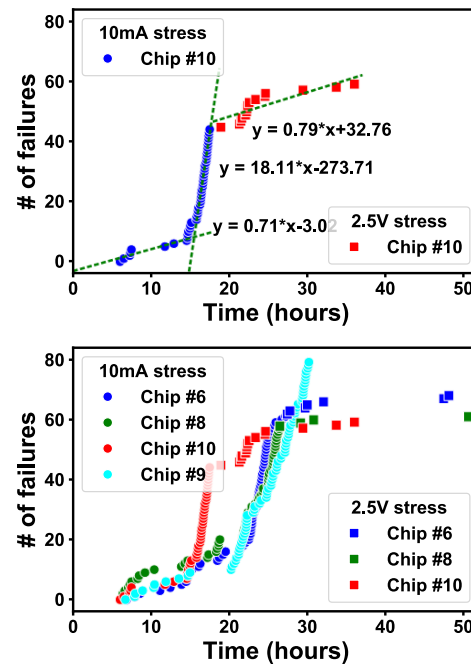 10mA stress
Chip #10
y = 0.79*x+32.76
y = 18.11*x-273.71
y = 0.71*x-3.02
2.5V stress
Chip #10
# of failures
80
60
40
20
0
0 10 20 30 40 50
Time (hours)
10mA stress
Chip #6
Chip #8
Chip #10
Chip #9
2.5V stress
Chip #6
Chip #8
Chip #10
# of failures
80
60
40
20
0
0 10 20 30 40 50
Time (hours)